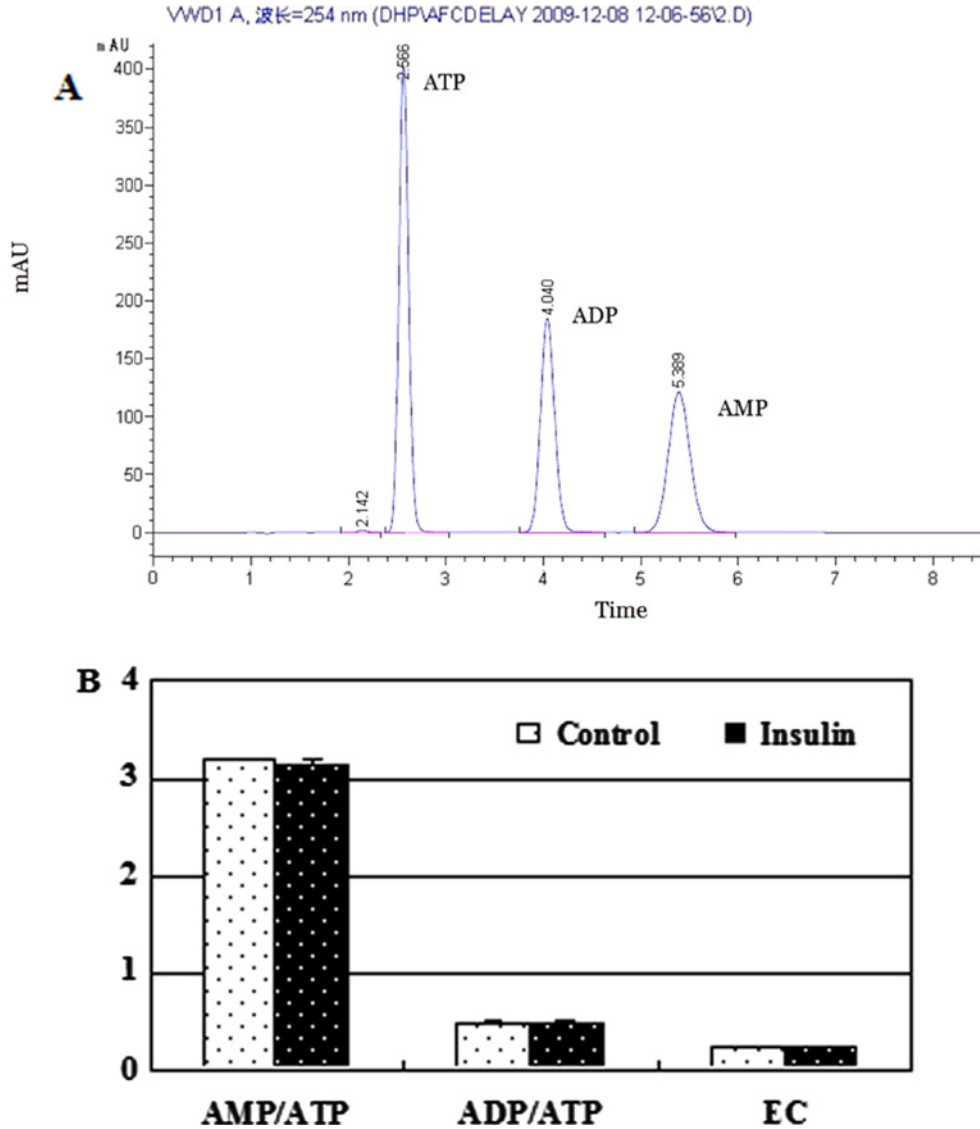 VWD1 A, 波长=254 nm (DHP\AFCDELAY 2009-12-08 12-06-56\2.D)
mAU
A
400
350
300
250
200
150
100
50
0
mAU
2.566
ATP
4.040
ADP
5.389
AMP
2.142
0 1 2 3 4 5 6 7 8
Time
B
4
3
2
1
0
Control Insulin
AMP/ATP ADP/ATP EC